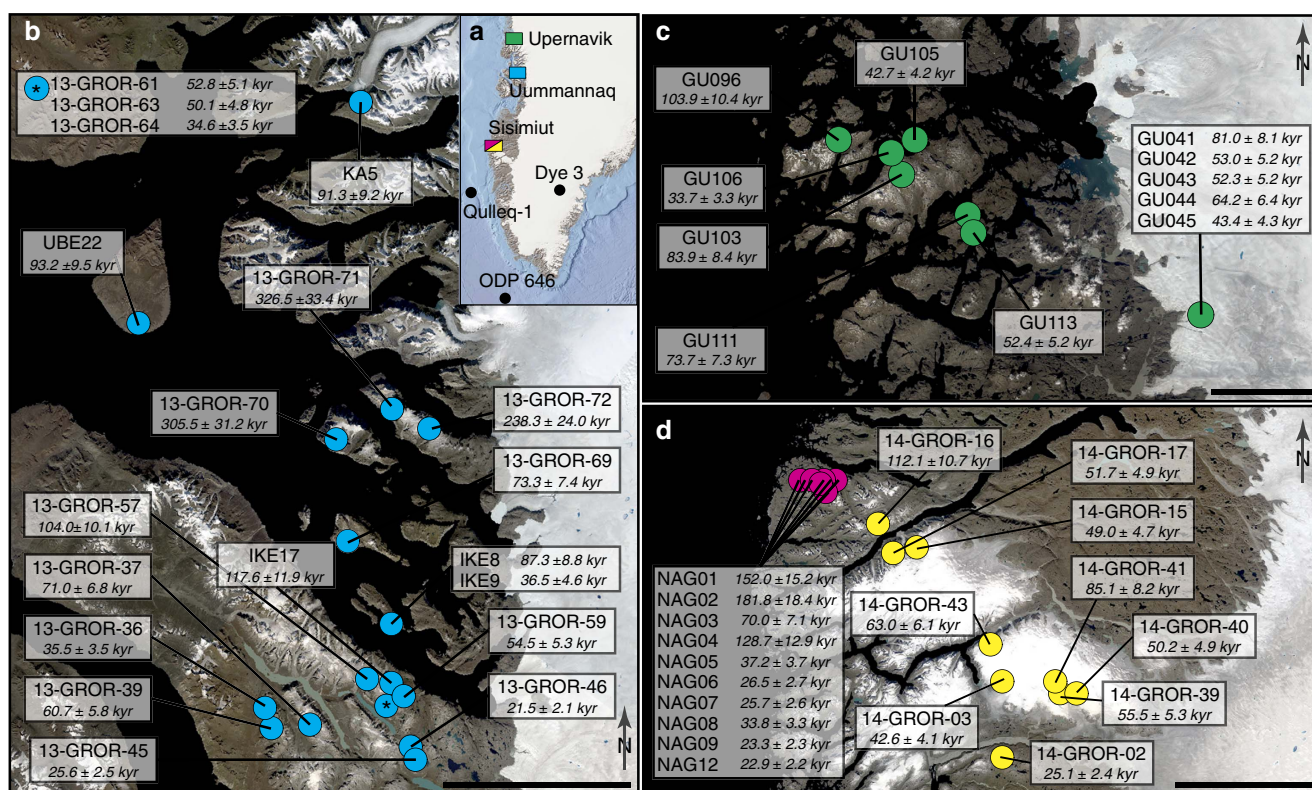 b
13-GROR-61 52.8 ±5.1 kyr
* 13-GROR-63 50.1 ±4.8 kyr
13-GROR-64 34.6 ±3.5 kyr
KA5
91.3 ±9.2 kyr
UBE22
93.2 ±9.5 kyr
13-GROR-71
326.5 ±33.4 kyr
13-GROR-70
305.5 ± 31.2 kyr
13-GROR-72
238.3 ± 24.0 kyr
13-GROR-69
73.3 ± 7.4 kyr
13-GROR-57
104.0±10.1 kyr
IKE17
117.6 ±11.9 kyr
IKE8 87.3 ±8.8 kyr
IKE9 36.5 ±4.6 kyr
13-GROR-37
71.0 ± 6.8 kyr
13-GROR-59
54.5 ± 5.3 kyr
13-GROR-36
35.5 ± 3.5 kyr
13-GROR-46
21.5 ± 2.1 kyr
13-GROR-39
60.7 ± 5.8 kyr
*
13-GROR-45
25.6 ± 2.5 kyr
N
a
Upernavik
Uummannaq
Sisimiut
Dye 3
Qulleq-1
ODP 646
c
GU105
42.7 ± 4.2 kyr
N
GU096
103.9 ±10.4 kyr
GU041 81.0 ± 8.1 kyr
GU042 53.0 ± 5.2 kyr
GU043 52.3 ± 5.2 kyr
GU044 64.2 ± 6.4 kyr
GU045 43.4 ± 4.3 kyr
GU106
33.7 ± 3.3 kyr
GU103
83.9 ± 8.4 kyr
GU113
52.4 ± 5.2 kyr
GU111
73.7 ± 7.3 kyr
d
14-GROR-16
112.1 ±10.7 kyr
N
14-GROR-17
51.7 ± 4.9 kyr
14-GROR-15
49.0 ± 4.7 kyr
14-GROR-41
85.1 ± 8.2 kyr
NAG01 152.0 ±15.2 kyr
NAG02 181.8 ±18.4 kyr
NAG03 70.0 ± 7.1 kyr
NAG04 128.7 ±12.9 kyr
NAG05 37.2 ± 3.7 kyr
NAG06 26.5 ± 2.7 kyr
NAG07 25.7 ± 2.6 kyr
NAG08 33.8 ± 3.3 kyr
NAG09 23.3 ± 2.3 kyr
NAG12 22.9 ± 2.2 kyr
14-GROR-43
63.0 ± 6.1 kyr
14-GROR-40
50.2 ± 4.9 kyr
14-GROR-39
55.5 ± 5.3 kyr
14-GROR-03
42.6 ± 4.1 kyr
14-GROR-02
25.1 ± 2.4 kyr